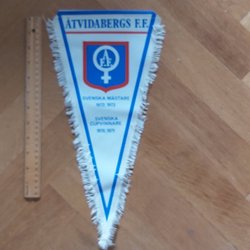 ÅTVIDABERGS F.F.
ÅFF
SVENSKA MÄSTARE
1972, 1973
SVENSKA
CUPVINNARE
1970, 1971